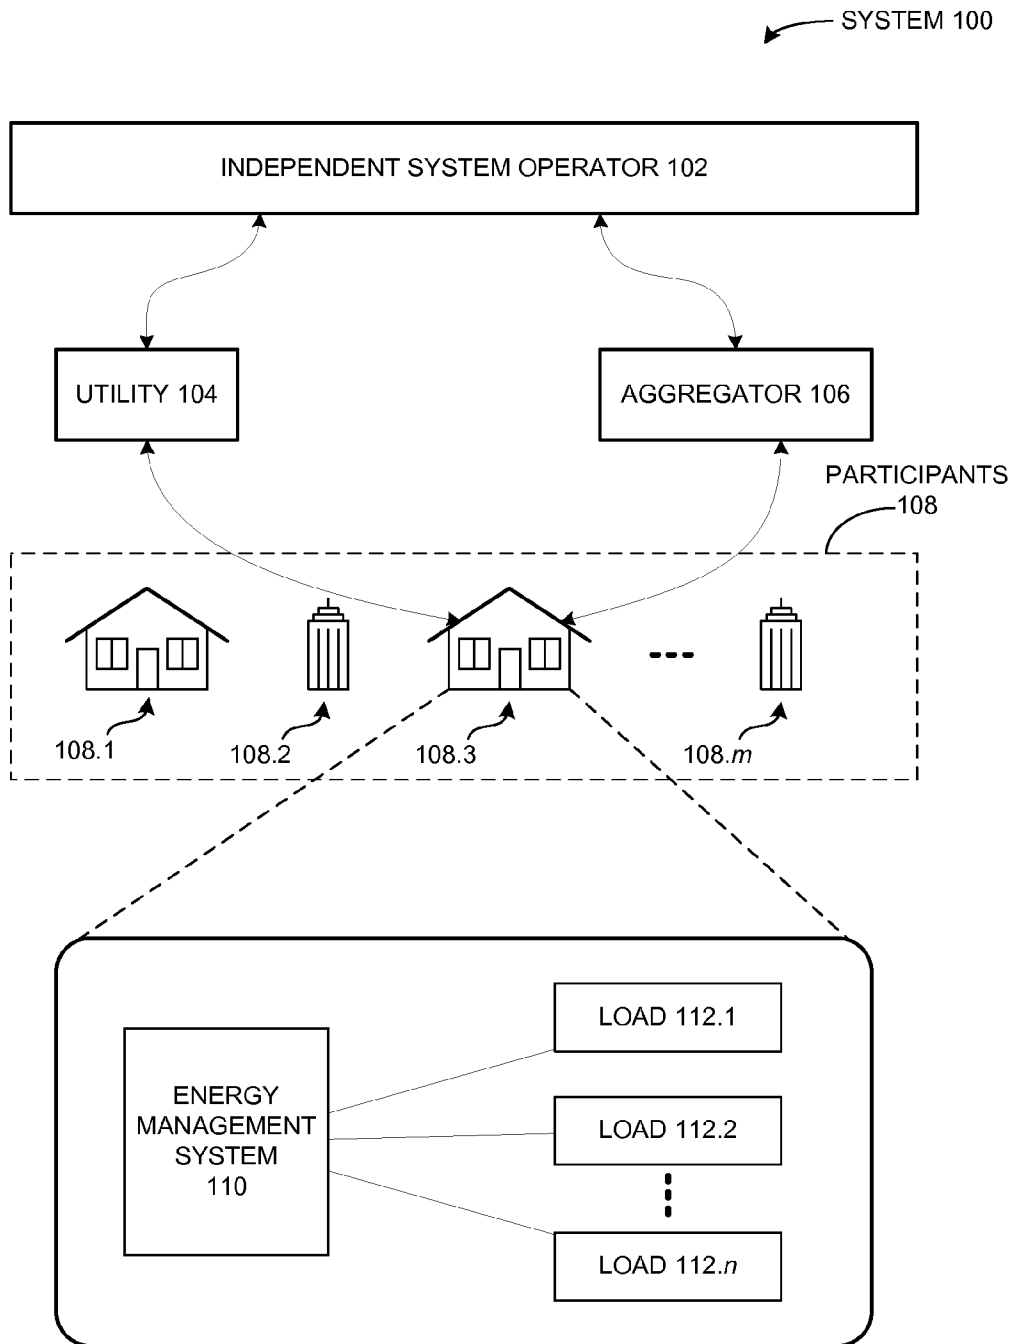 SYSTEM 100
INDEPENDENT SYSTEM OPERATOR 102
UTILITY 104
AGGREGATOR 106
PARTICIPANTS
108
108.1
108.2
108.3
108.m
LOAD 112.1
ENERGY
MANAGEMENT
SYSTEM
110
LOAD 112.2
LOAD 112.n